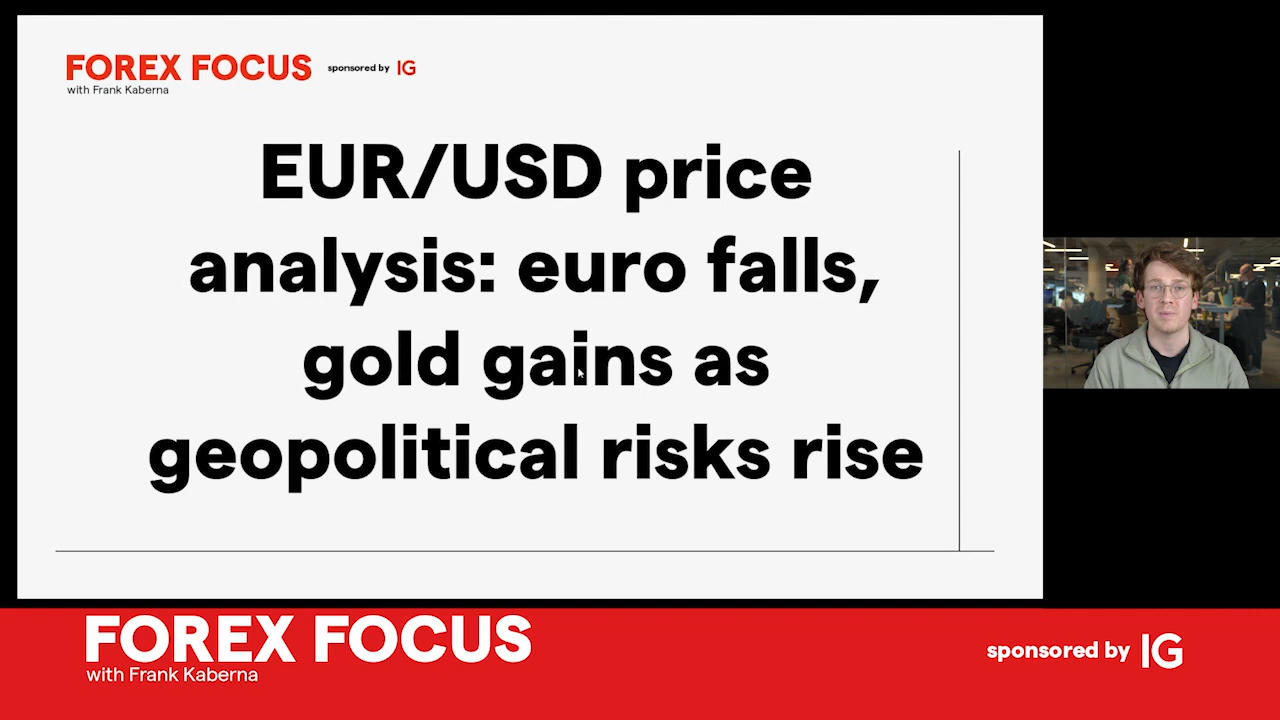 FOREX FOCUS sponsored by IG
with Frank Kaberna
EUR/USD price
analysis: euro falls,
gold gains as
geopolitical risks rise
FOREX FOCUS
with Frank Kaberna
sponsored by IG